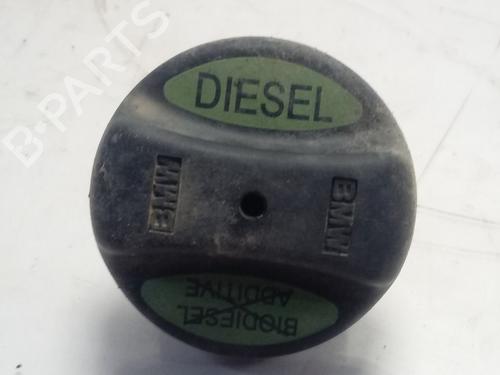 B-PARTS
DIESEL
BMW
BMW
BIODIESEL
ADDITIVE